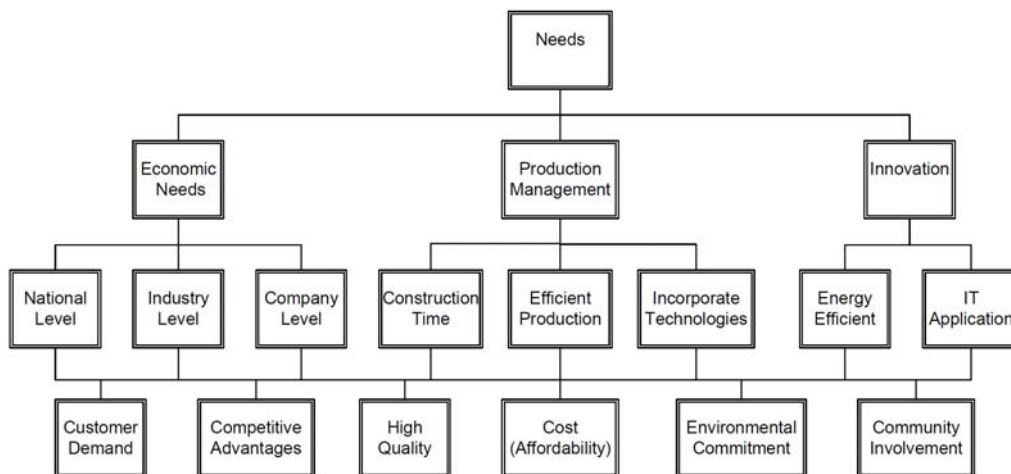 Needs
Economic
Needs
Production
Management
Innovation
National
Level
Industry
Level
Company
Level
Construction
Time
Efficient
Production
Incorporate
Technologies
Energy
Efficient
IT
Application
Customer
Demand
Competitive
Advantages
High
Quality
Cost
(Affordability)
Environmental
Commitment
Community
Involvement